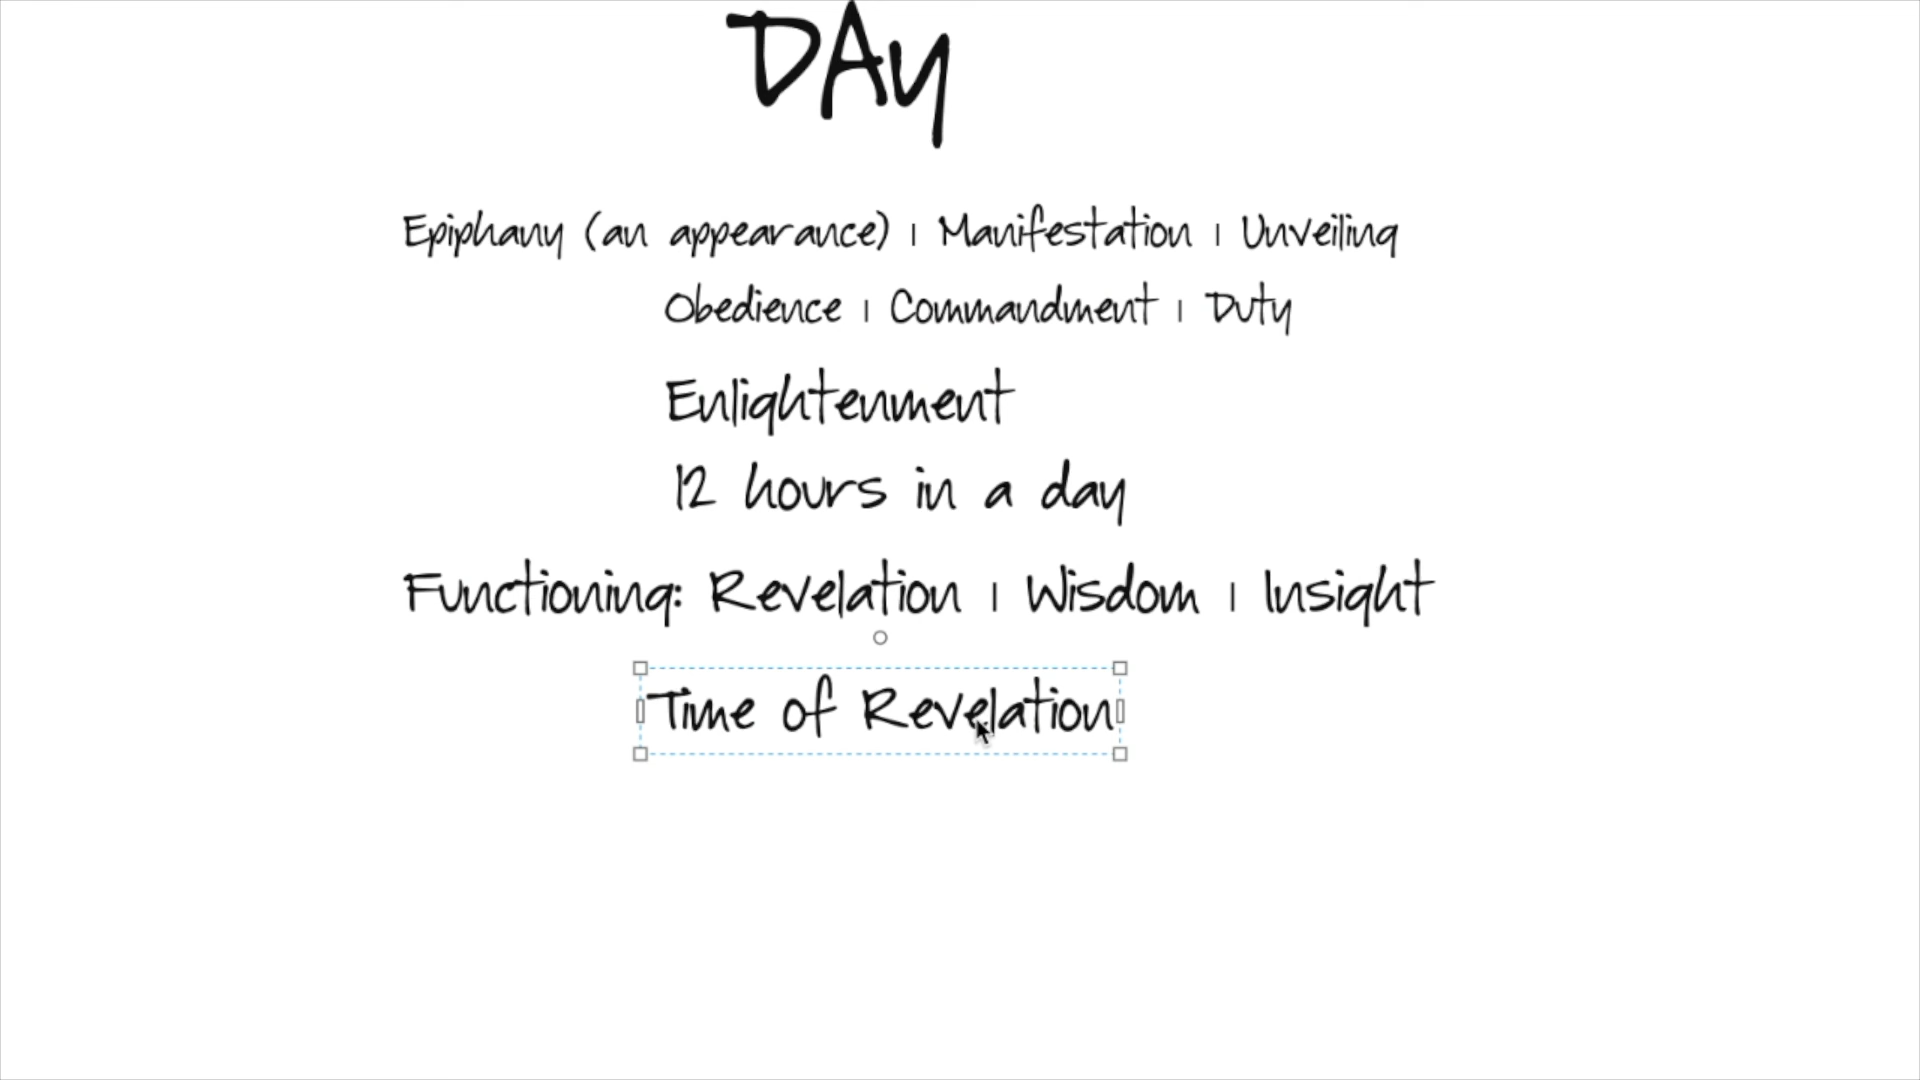 DAy
Epiphany (an appearance) | Manifestation | Unveiling
Obedience | Commandment | Duty
Enlightenment
12 hours in a day
Functioning: Revelation | Wisdom | Insight
Time of Revelation